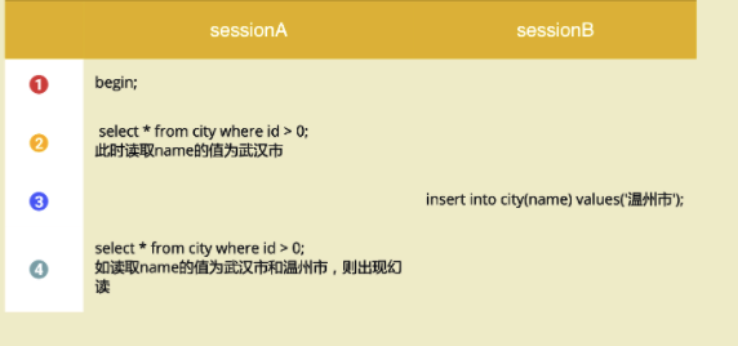 sessionA
sessionB
1
begin;
2
select * from city where id > 0;
此时读取name的值为武汉市
3
insert into city(name) values('温州市');
4
select * from city where id > 0;
如读取name的值为武汉市和温州市，则出现幻
读